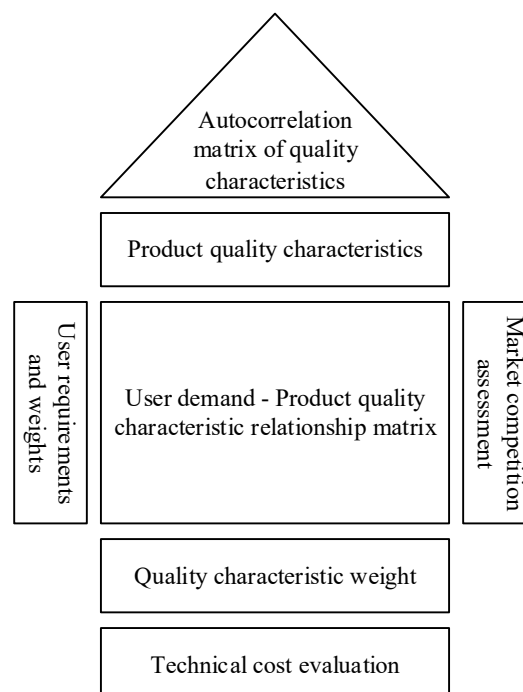 Autocorrelation
matrix of quality
characteristics
Product quality characteristics
User requirements
and weights
User demand - Product quality
characteristic relationship matrix
Market competition
assessment
Quality characteristic weight
Technical cost evaluation